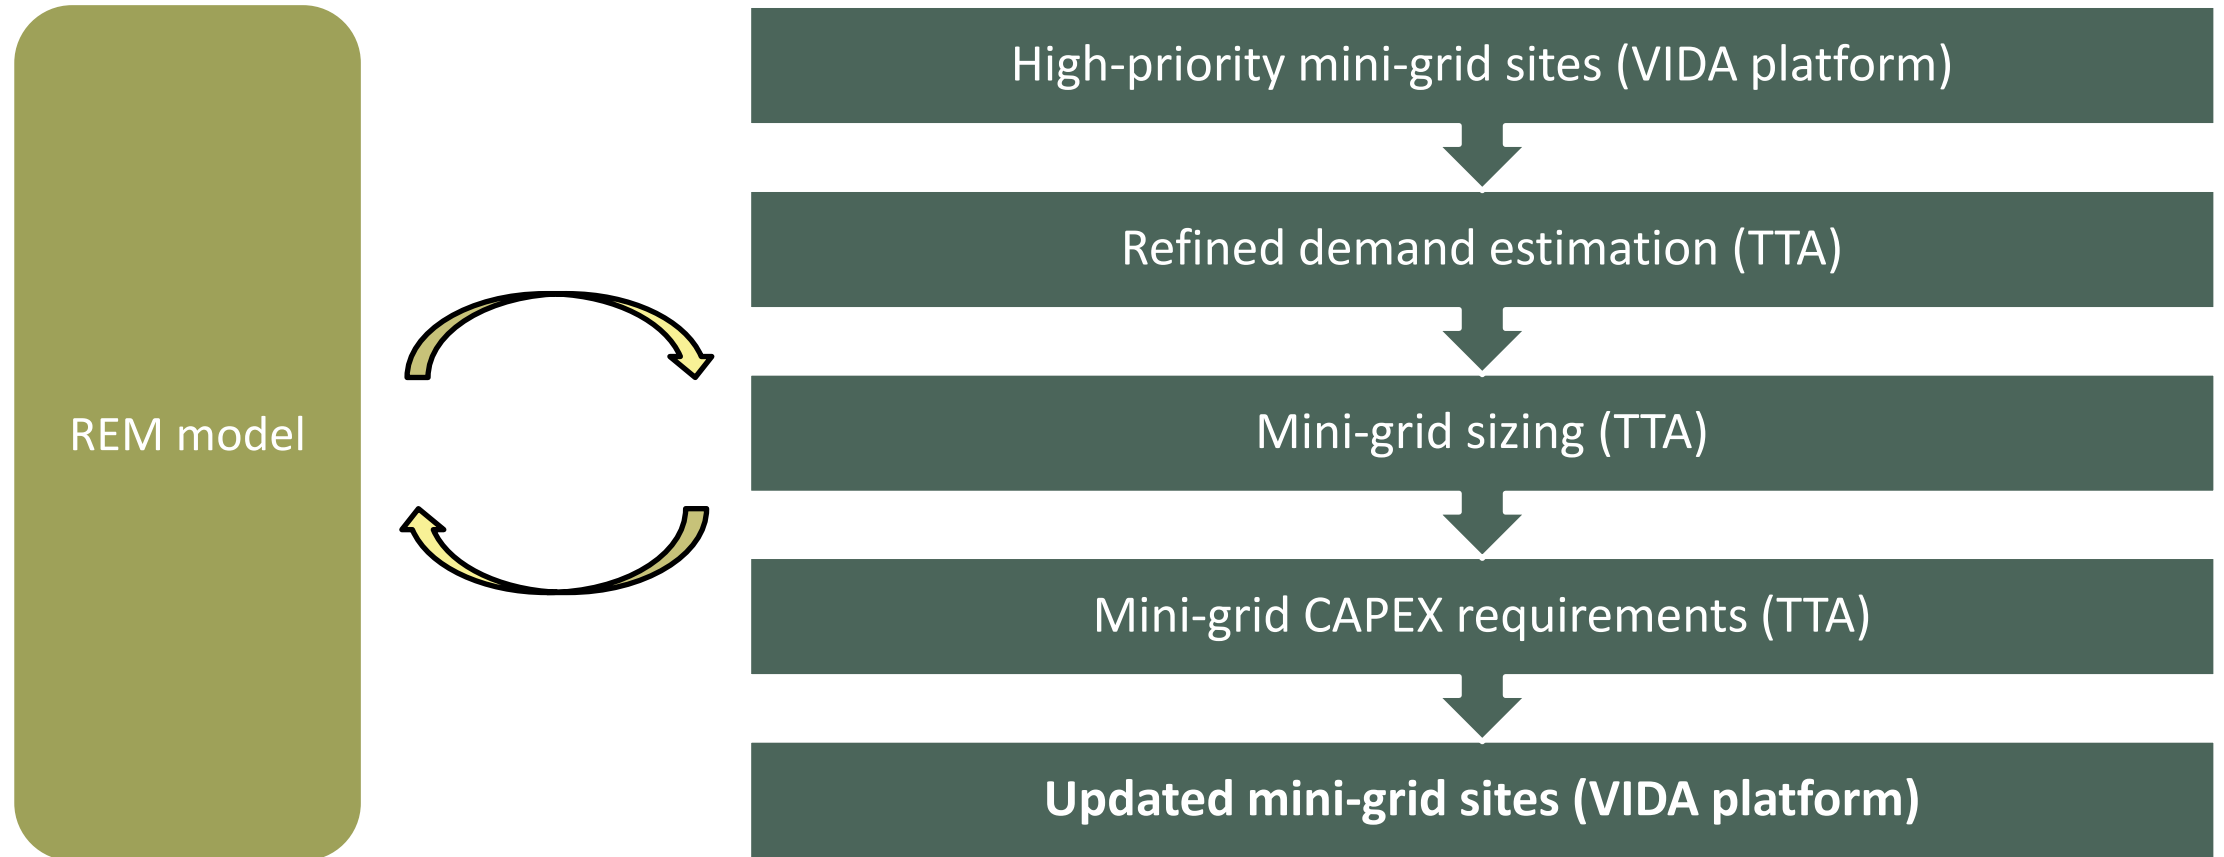 High-priority mini-grid sites (VIDA platform)
Refined demand estimation (TTA)
REM model
Mini-grid sizing (TTA)
Mini-grid CAPEX requirements (TTA)
Updated mini-grid sites (VIDA platform)